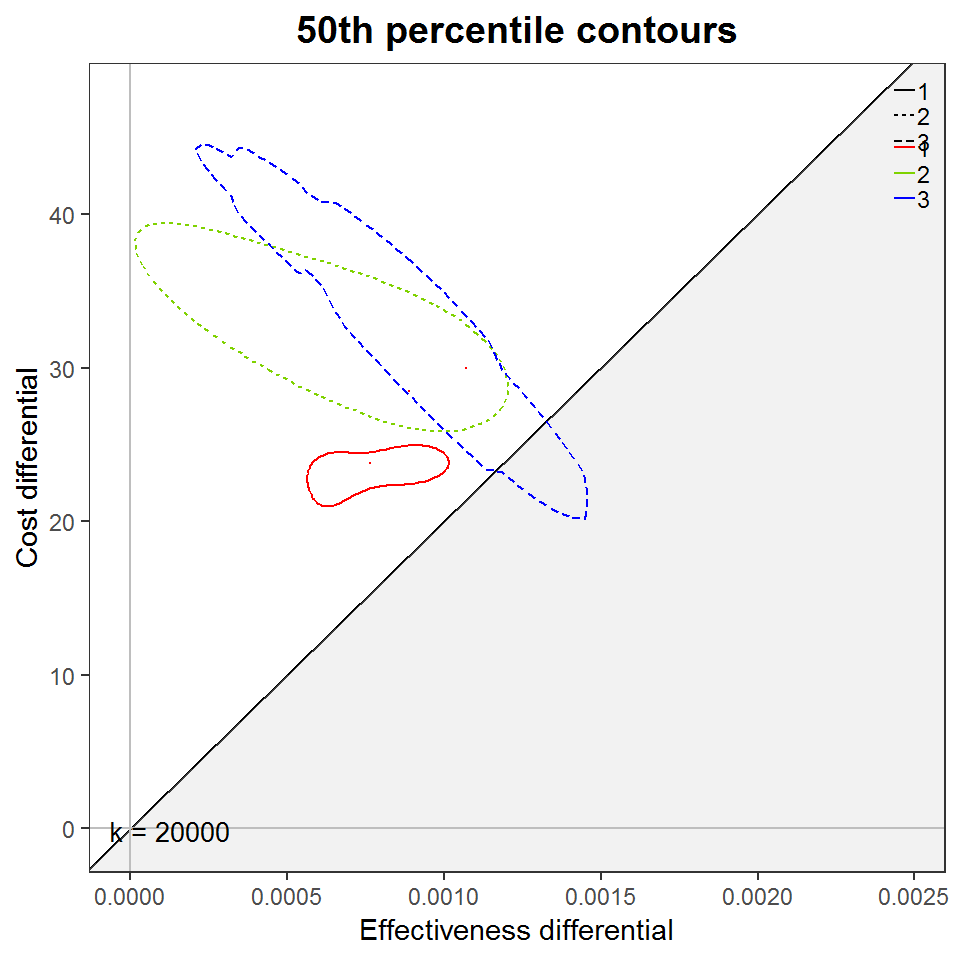 50th percentile contours
1
2
3
1
2
3
40
30
20
10
0
Cost differential
k = 20000
0.0000 0.0005 0.0010 0.0015 0.0020 0.0025
Effectiveness differential